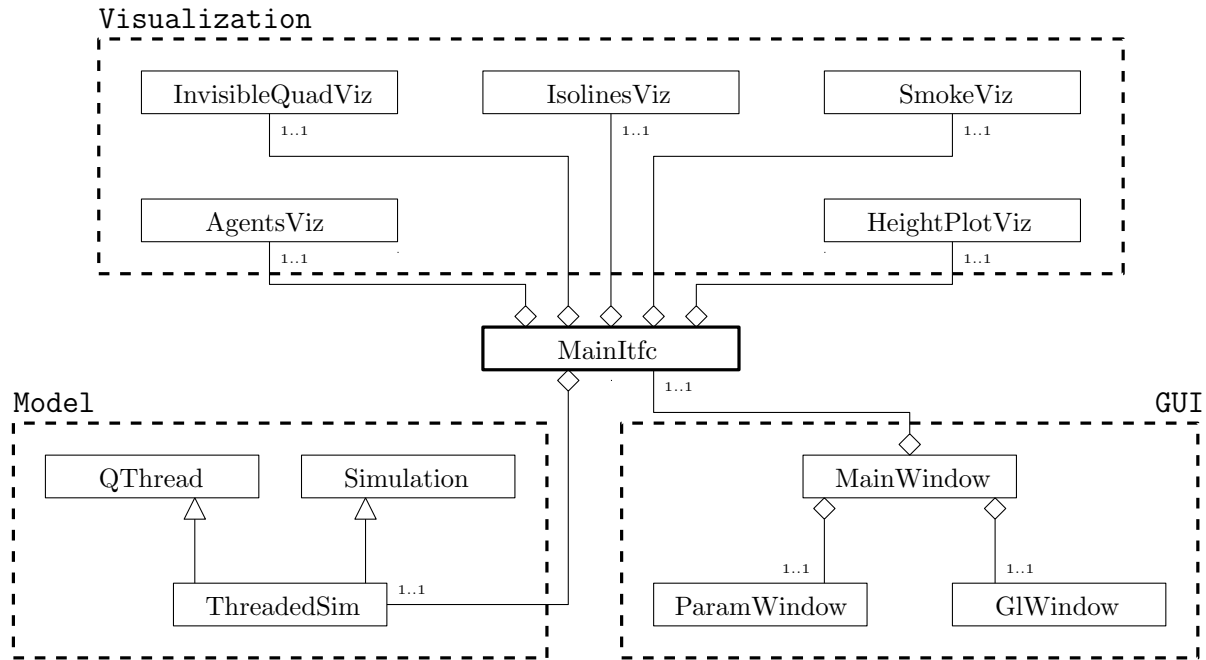 Visualization
InvisibleQuadViz
IsolinesViz
SmokeViz
1..1
1..1
1..1
AgentsViz
HeightPlotViz
1..1
1..1
MainItfc
1..1
Model
GUI
QThread
Simulation
MainWindow
1..1
1..1
1..1
ThreadedSim
ParamWindow
GlWindow